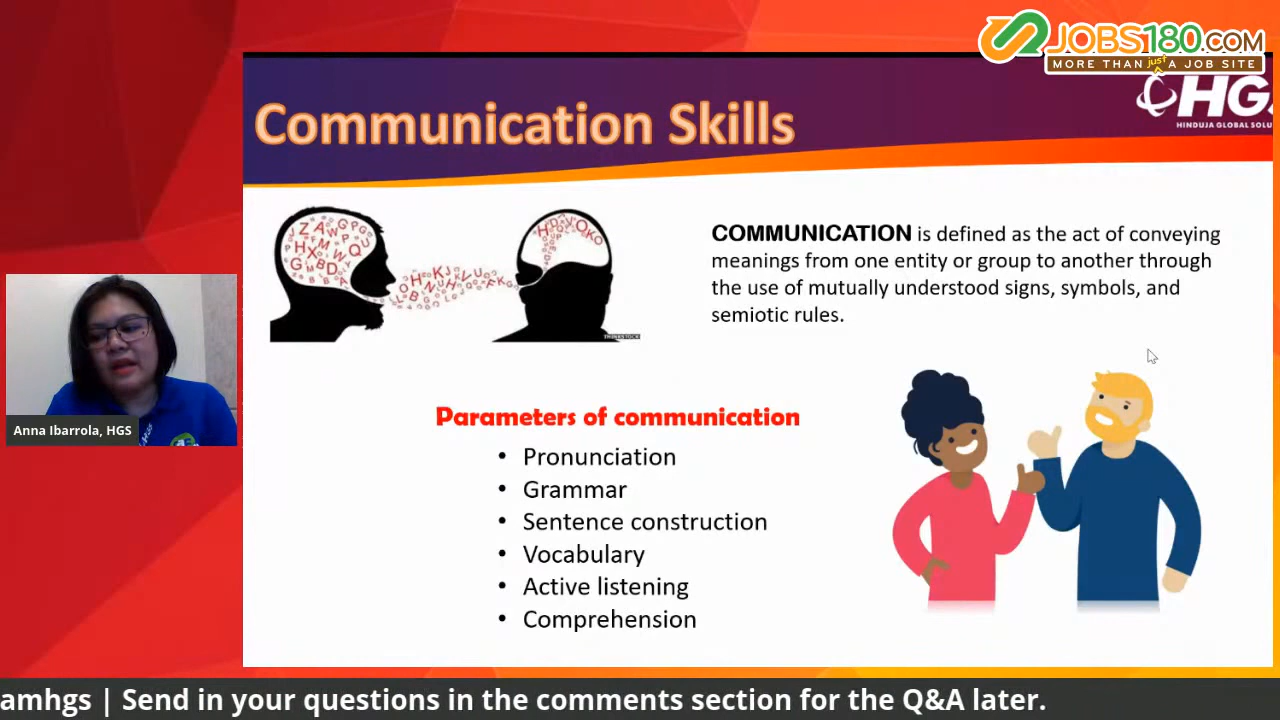 JOBS180.COM
MORE THAN just A JOB SITE
HGS
HINDUJA GLOBAL SOLU
Communication Skills
COMMUNICATION is defined as the act of conveying
meanings from one entity or group to another through
the use of mutually understood signs, symbols, and
semiotic rules.
Anna Ibarrola, HGS
Parameters of communication
• Pronunciation
• Grammar
• Sentence construction
• Vocabulary
• Active listening
• Comprehension
amhgs | Send in your questions in the comments section for the Q&A later.